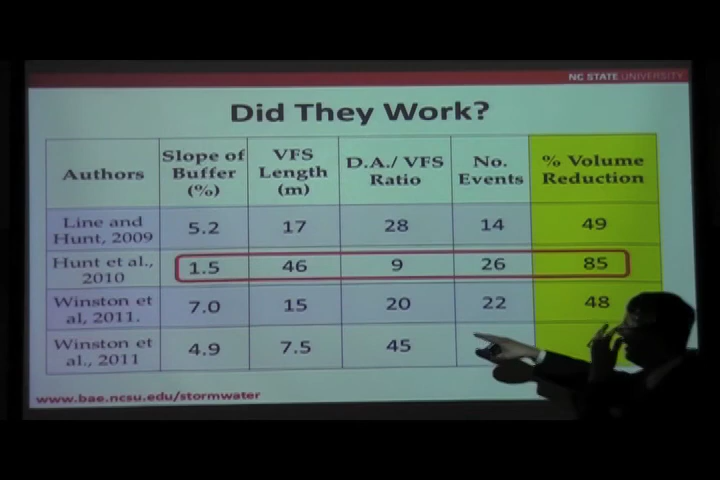 NC STATE UNIVERSITY
Did They Work?
Authors
Slope of
Buffer
(%)
VFS
Length
(m)
D.A./ VFS
Ratio
No.
Events
% Volume
Reduction
Line and
Hunt, 2009
5.2
17
28
14
49
Hunt et al.,
2010
1.5
46
9
26
85
Winston et
al, 2011.
7.0
15
20
22
48
Winston et
al., 2011
4.9
7.5
45
www.bae.ncsu.edu/stormwater